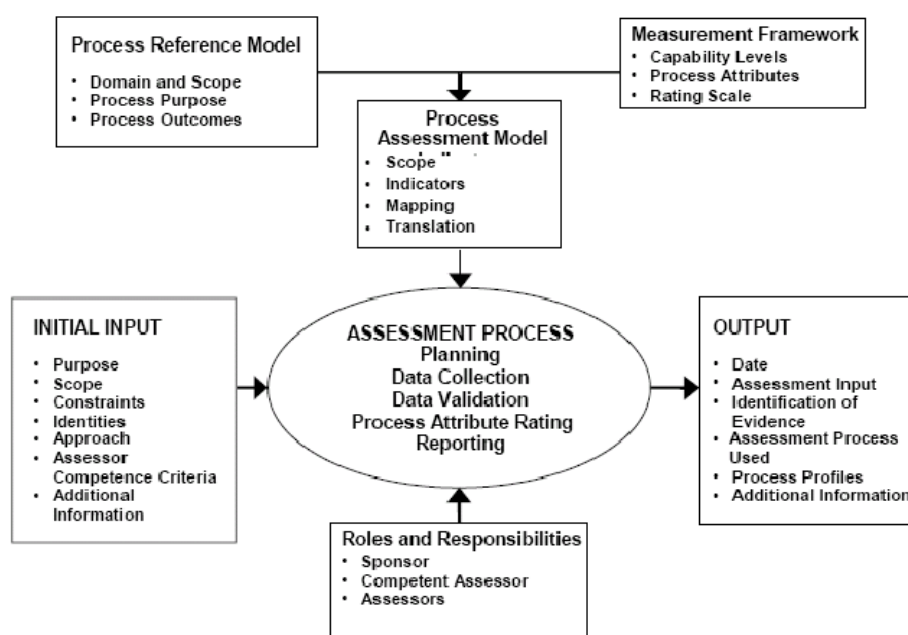 Process Reference Model
• Domain and Scope
• Process Purpose
• Process Outcomes
Measurement Framework
• Capability Levels
• Process Attributes
• Rating Scale
Process
Assessment Model
• Scope
• Indicators
• Mapping
• Translation
INITIAL INPUT
• Purpose
• Scope
• Constraints
• Identities
• Approach
• Assessor
Competence Criteria
• Additional
Information
ASSESSMENT PROCESS
Planning
Data Collection
Data Validation
Process Attribute Rating
Reporting
OUTPUT
• Date
• Assessment Input
• Identification of
Evidence
• Assessment Process
Used
• Process Profiles
• Additional Information
Roles and Responsibilities
• Sponsor
• Competent Assessor
• Assessors